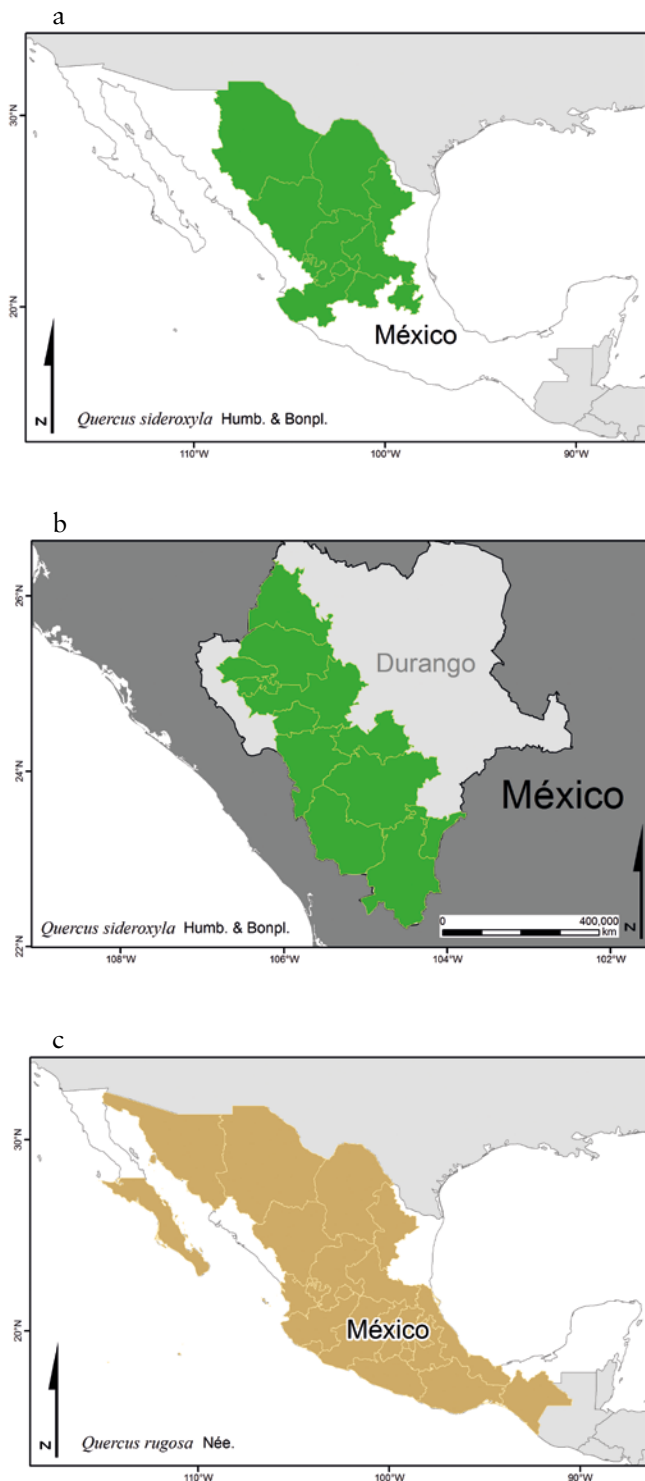 a
30°N
20°N
México
N
Quercus sideroxyla Humb. & Bonpl.
110°W 100°W 90°W
b
26°N
Durango
24°N
México
0 400,000
km
N
Quercus sideroxyla Humb. & Bonpl.
22°N
108°W 106°W 104°W 102°W
c
30°N
20°N
México
N
Quercus rugosa Née.
110°W 100°W 90°W